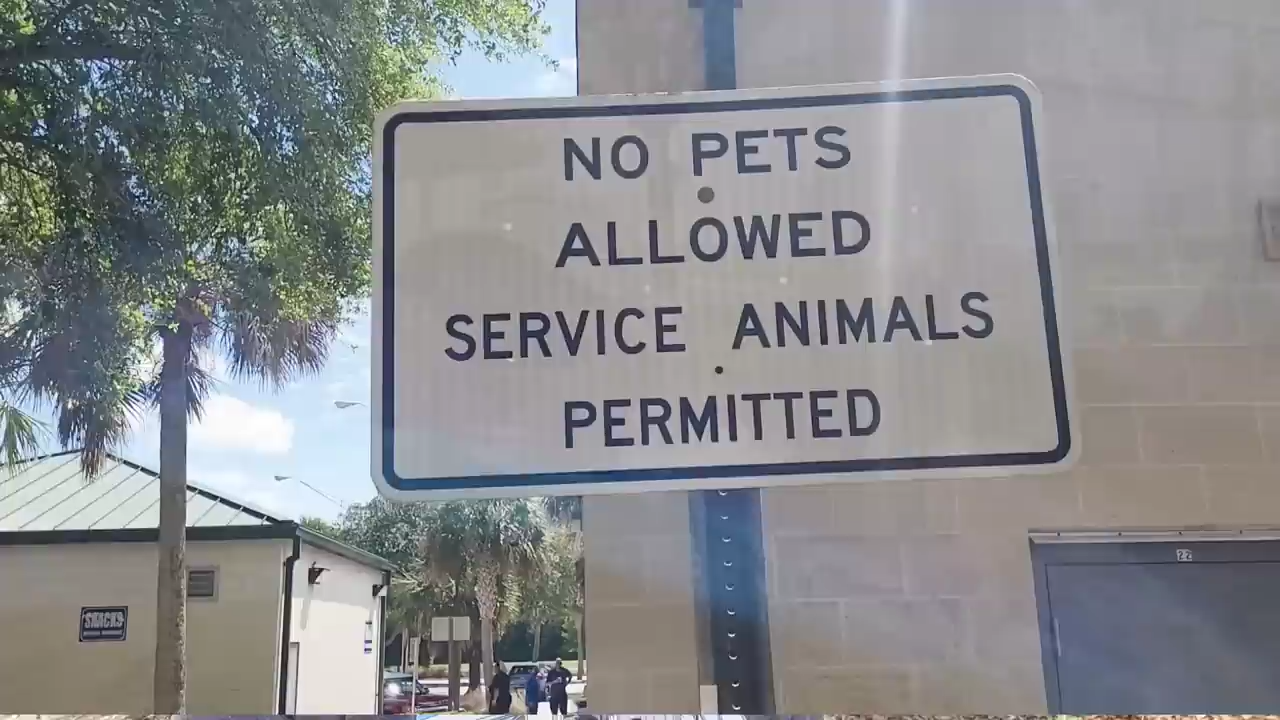 NO PETS
ALLOWED
SERVICE ANIMALS
PERMITTED
SNACKS
22